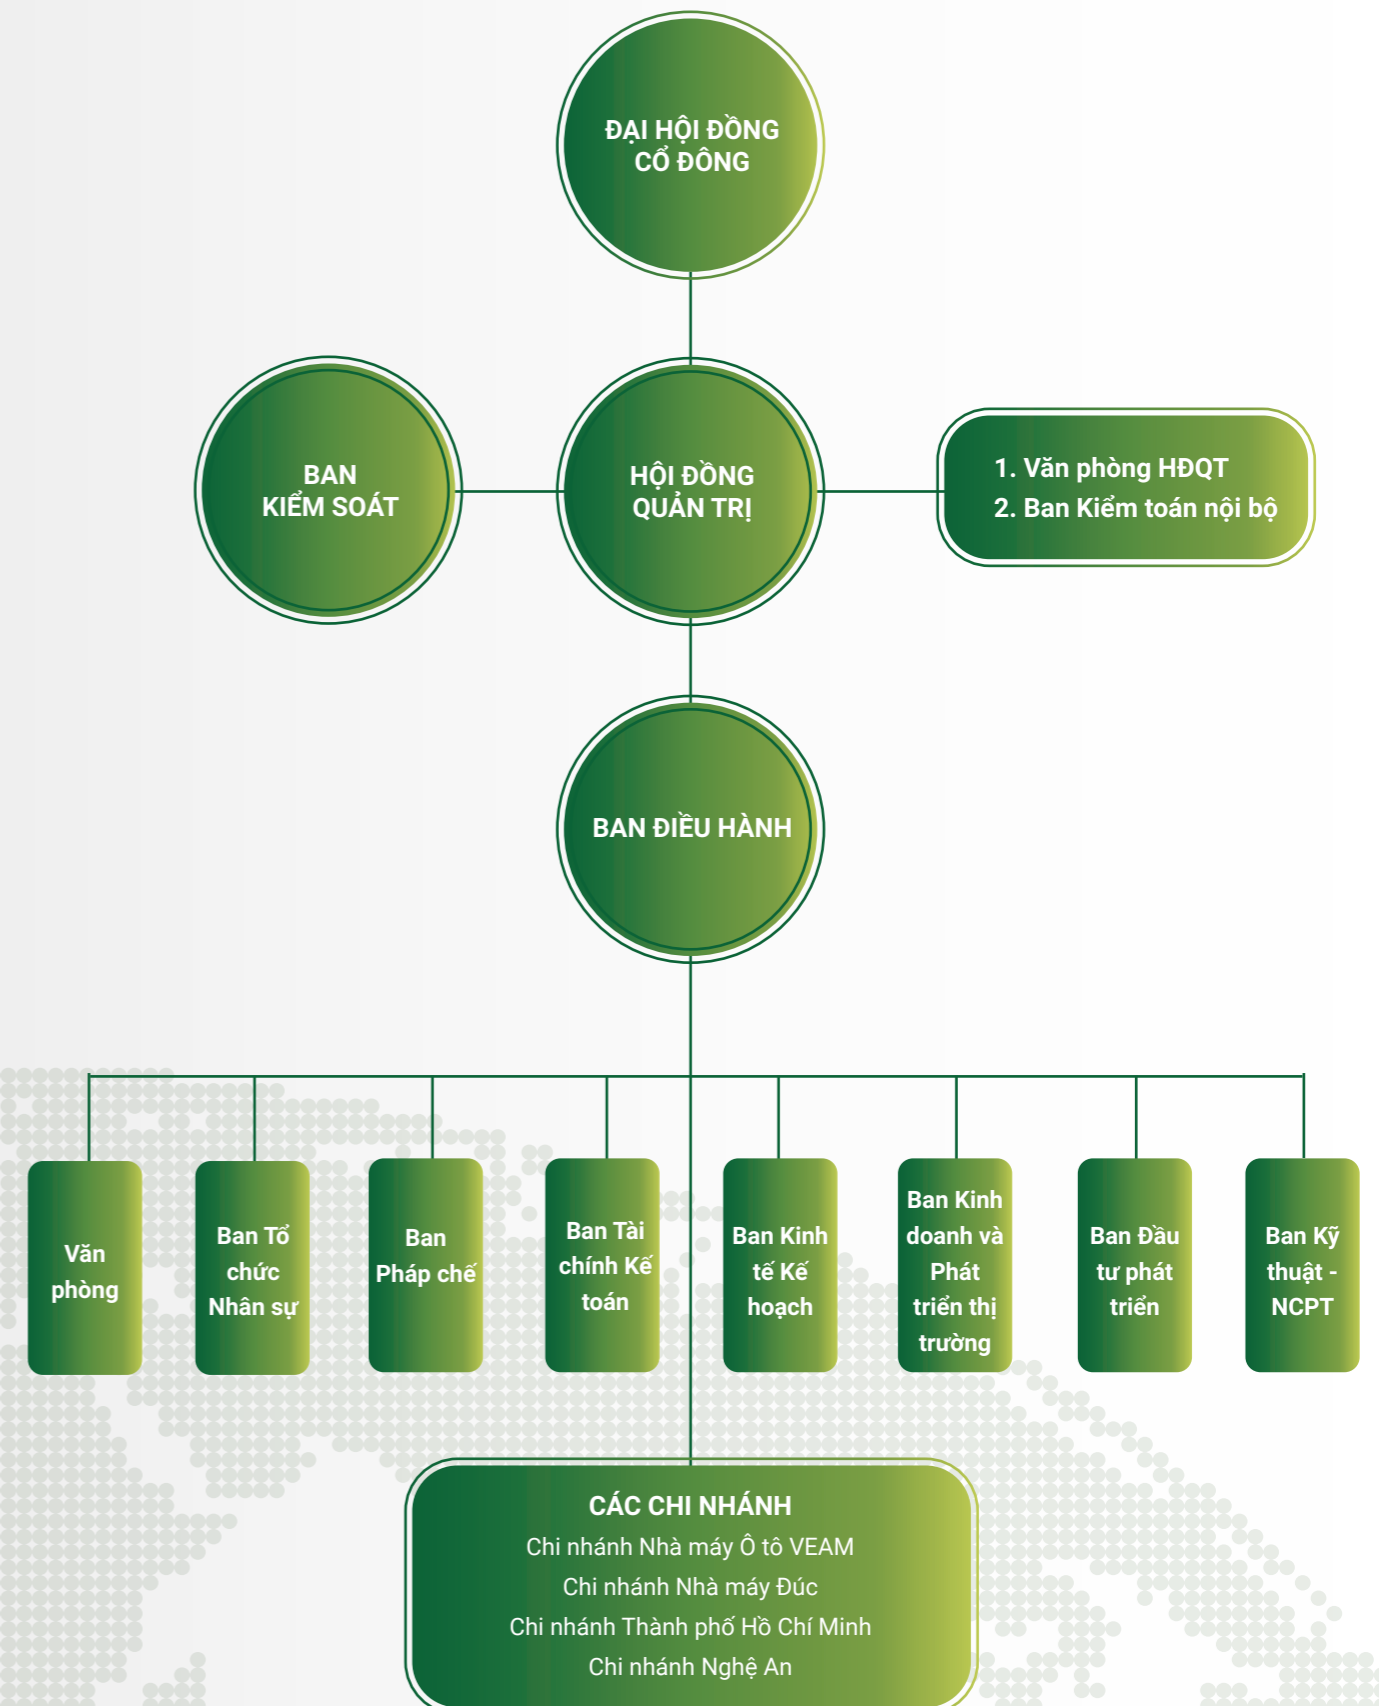 ĐẠI HỘI ĐỒNG
CỔ ĐÔNG
BAN
KIỂM SOÁT
HỘI ĐỒNG
QUẢN TRỊ
1. Văn phòng HĐQT
2. Ban Kiểm toán nội bộ
BAN ĐIỀU HÀNH
Văn
phòng
Ban Tổ
chức
Nhân sự
Ban
Pháp chế
Ban Tài
chính Kế
toán
Ban Kinh
tế Kế
hoạch
Ban Kinh
doanh và
Phát
triển thị
trường
Ban Đầu
tư phát
triển
Ban Kỹ
thuật -
NCPT
CÁC CHI NHÁNH
Chi nhánh Nhà máy Ô tô VEAM
Chi nhánh Nhà máy Đúc
Chi nhánh Thành phố Hồ Chí Minh
Chi nhánh Nghệ An